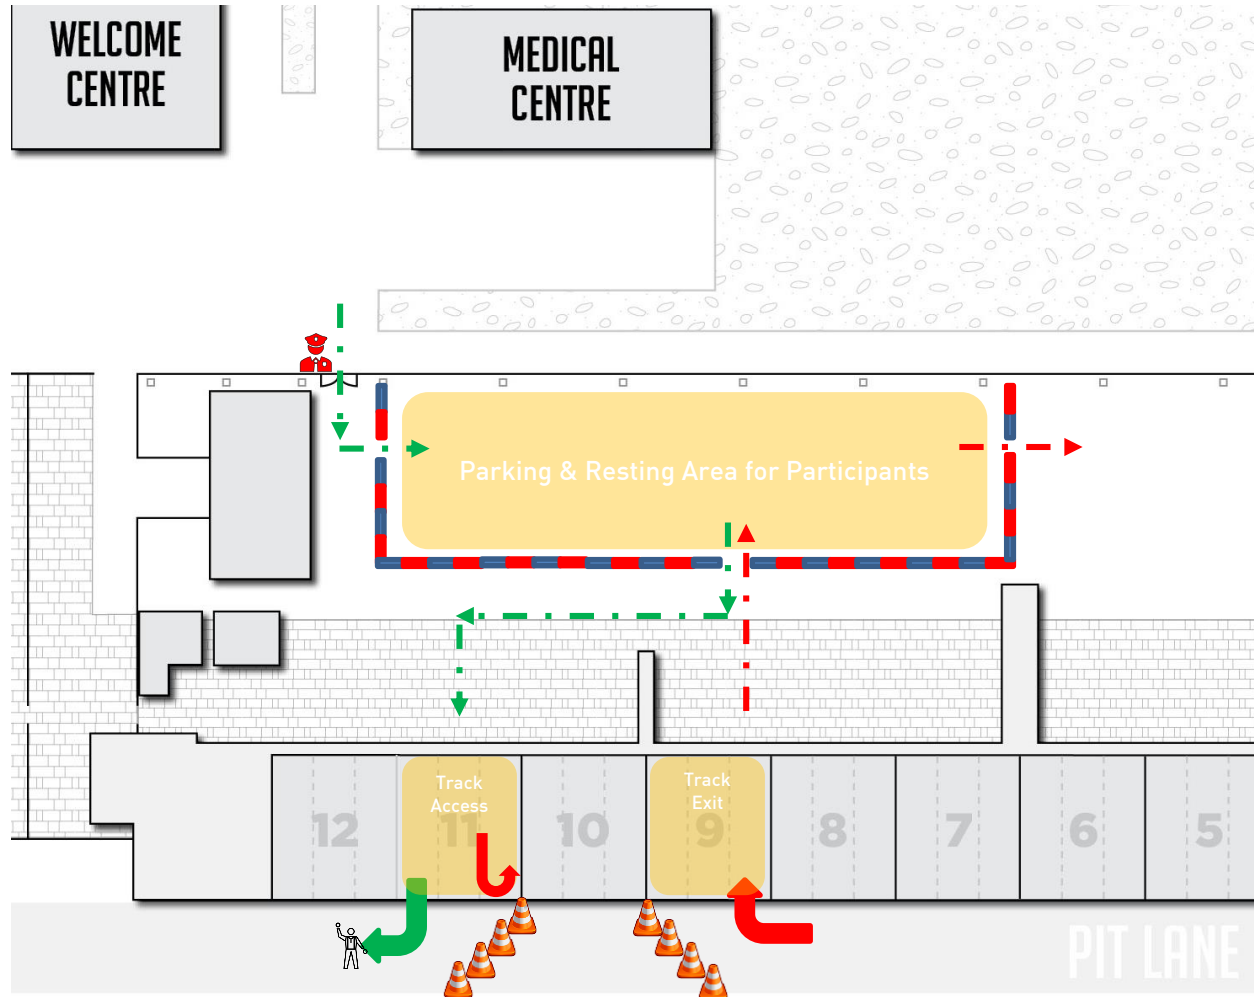 WELCOME
CENTRE
MEDICAL
CENTRE
Parking & Resting Area for Participants
Track
Access
Track
Exit
12
11
10
9
8
7
6
5
PIT LANE